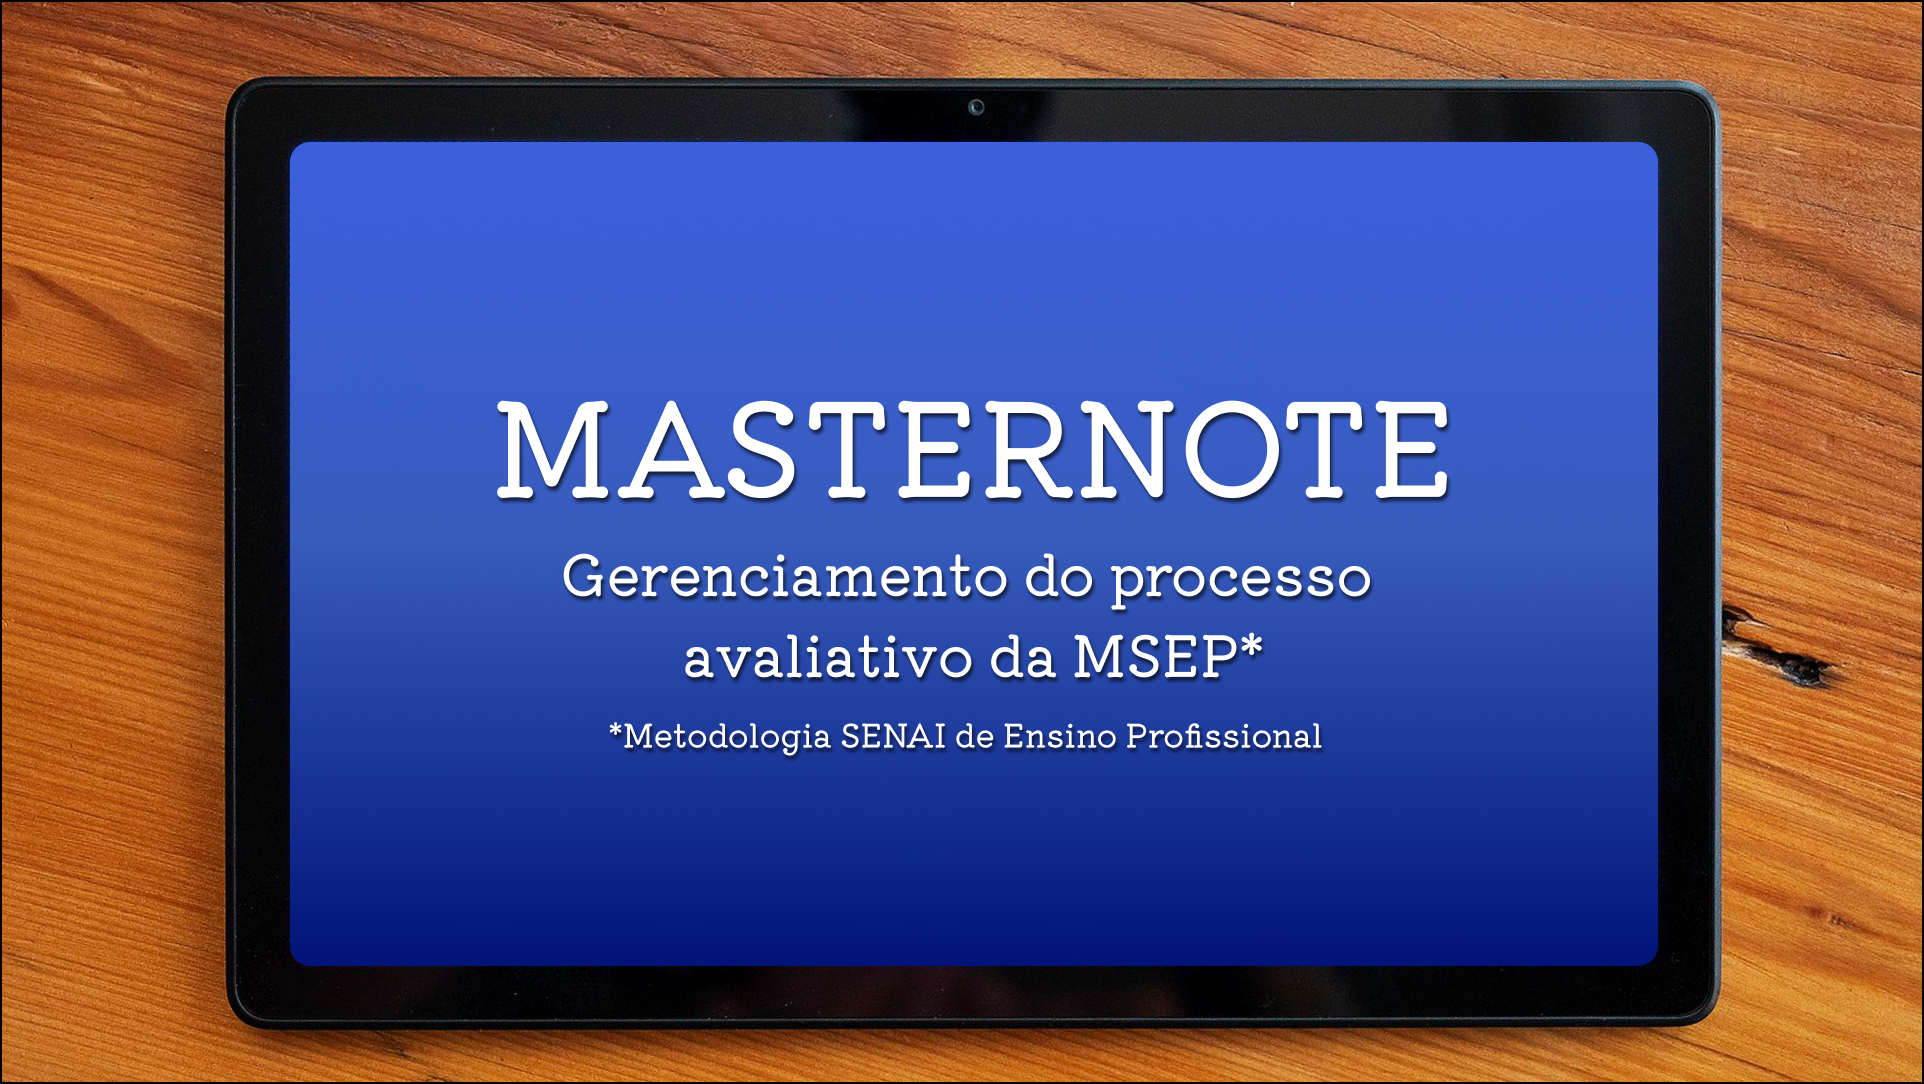 MASTERNOTE
Gerenciamento do processo
avaliativo da MSEP*
*Metodologia SENAI de Ensino Profissional